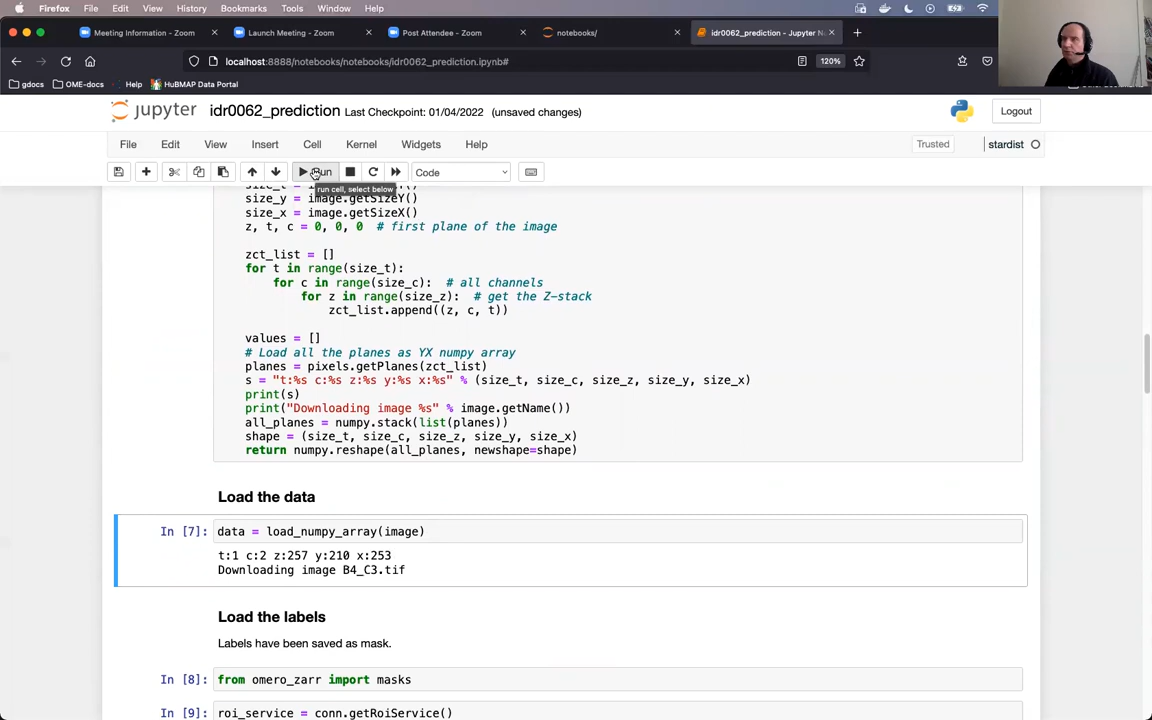 Firefox File Edit View History Bookmarks Tools Window Help
Meeting Information - Zoom Launch Meeting - Zoom Post Attendee - Zoom notebooks/ idr0062_prediction - Jupyter N
localhost:8888/notebooks/notebooks/idr0062_prediction.ipynb# 120%
gdocs OME-docs Help HuBMAP Data Portal
jupyter idr0062_prediction Last Checkpoint: 01/04/2022 (unsaved changes) Logout
File Edit View Insert Cell Kernel Widgets Help Trusted stardist
Run Code
run cell, select below
size_y = image.getSizeY()
size_x = image.getSizeX()
z, t, c = 0, 0, 0 # first plane of the image
zct_list = []
for t in range(size_t):
for c in range(size_c): # all channels
for z in range(size_z): # get the Z-stack
zct_list.append((z, c, t))
values = []
# Load all the planes as YX numpy array
planes = pixels.getPlanes(zct_list)
s = "t:%s c:%s z:%s y:%s x:%s" % (size_t, size_c, size_z, size_y, size_x)
print(s)
print("Downloading image %s" % image.getName())
all_planes = numpy.stack(list(planes))
shape = (size_t, size_c, size_z, size_y, size_x)
return numpy.reshape(all_planes, newshape=shape)
Load the data
In [7]: data = load_numpy_array(image)
t:1 c:2 z:257 y:210 x:253
Downloading image B4_C3.tif
Load the labels
Labels have been saved as mask.
In [8]: from omero_zarr import masks
In [9]: roi_service = conn.getRoiService()